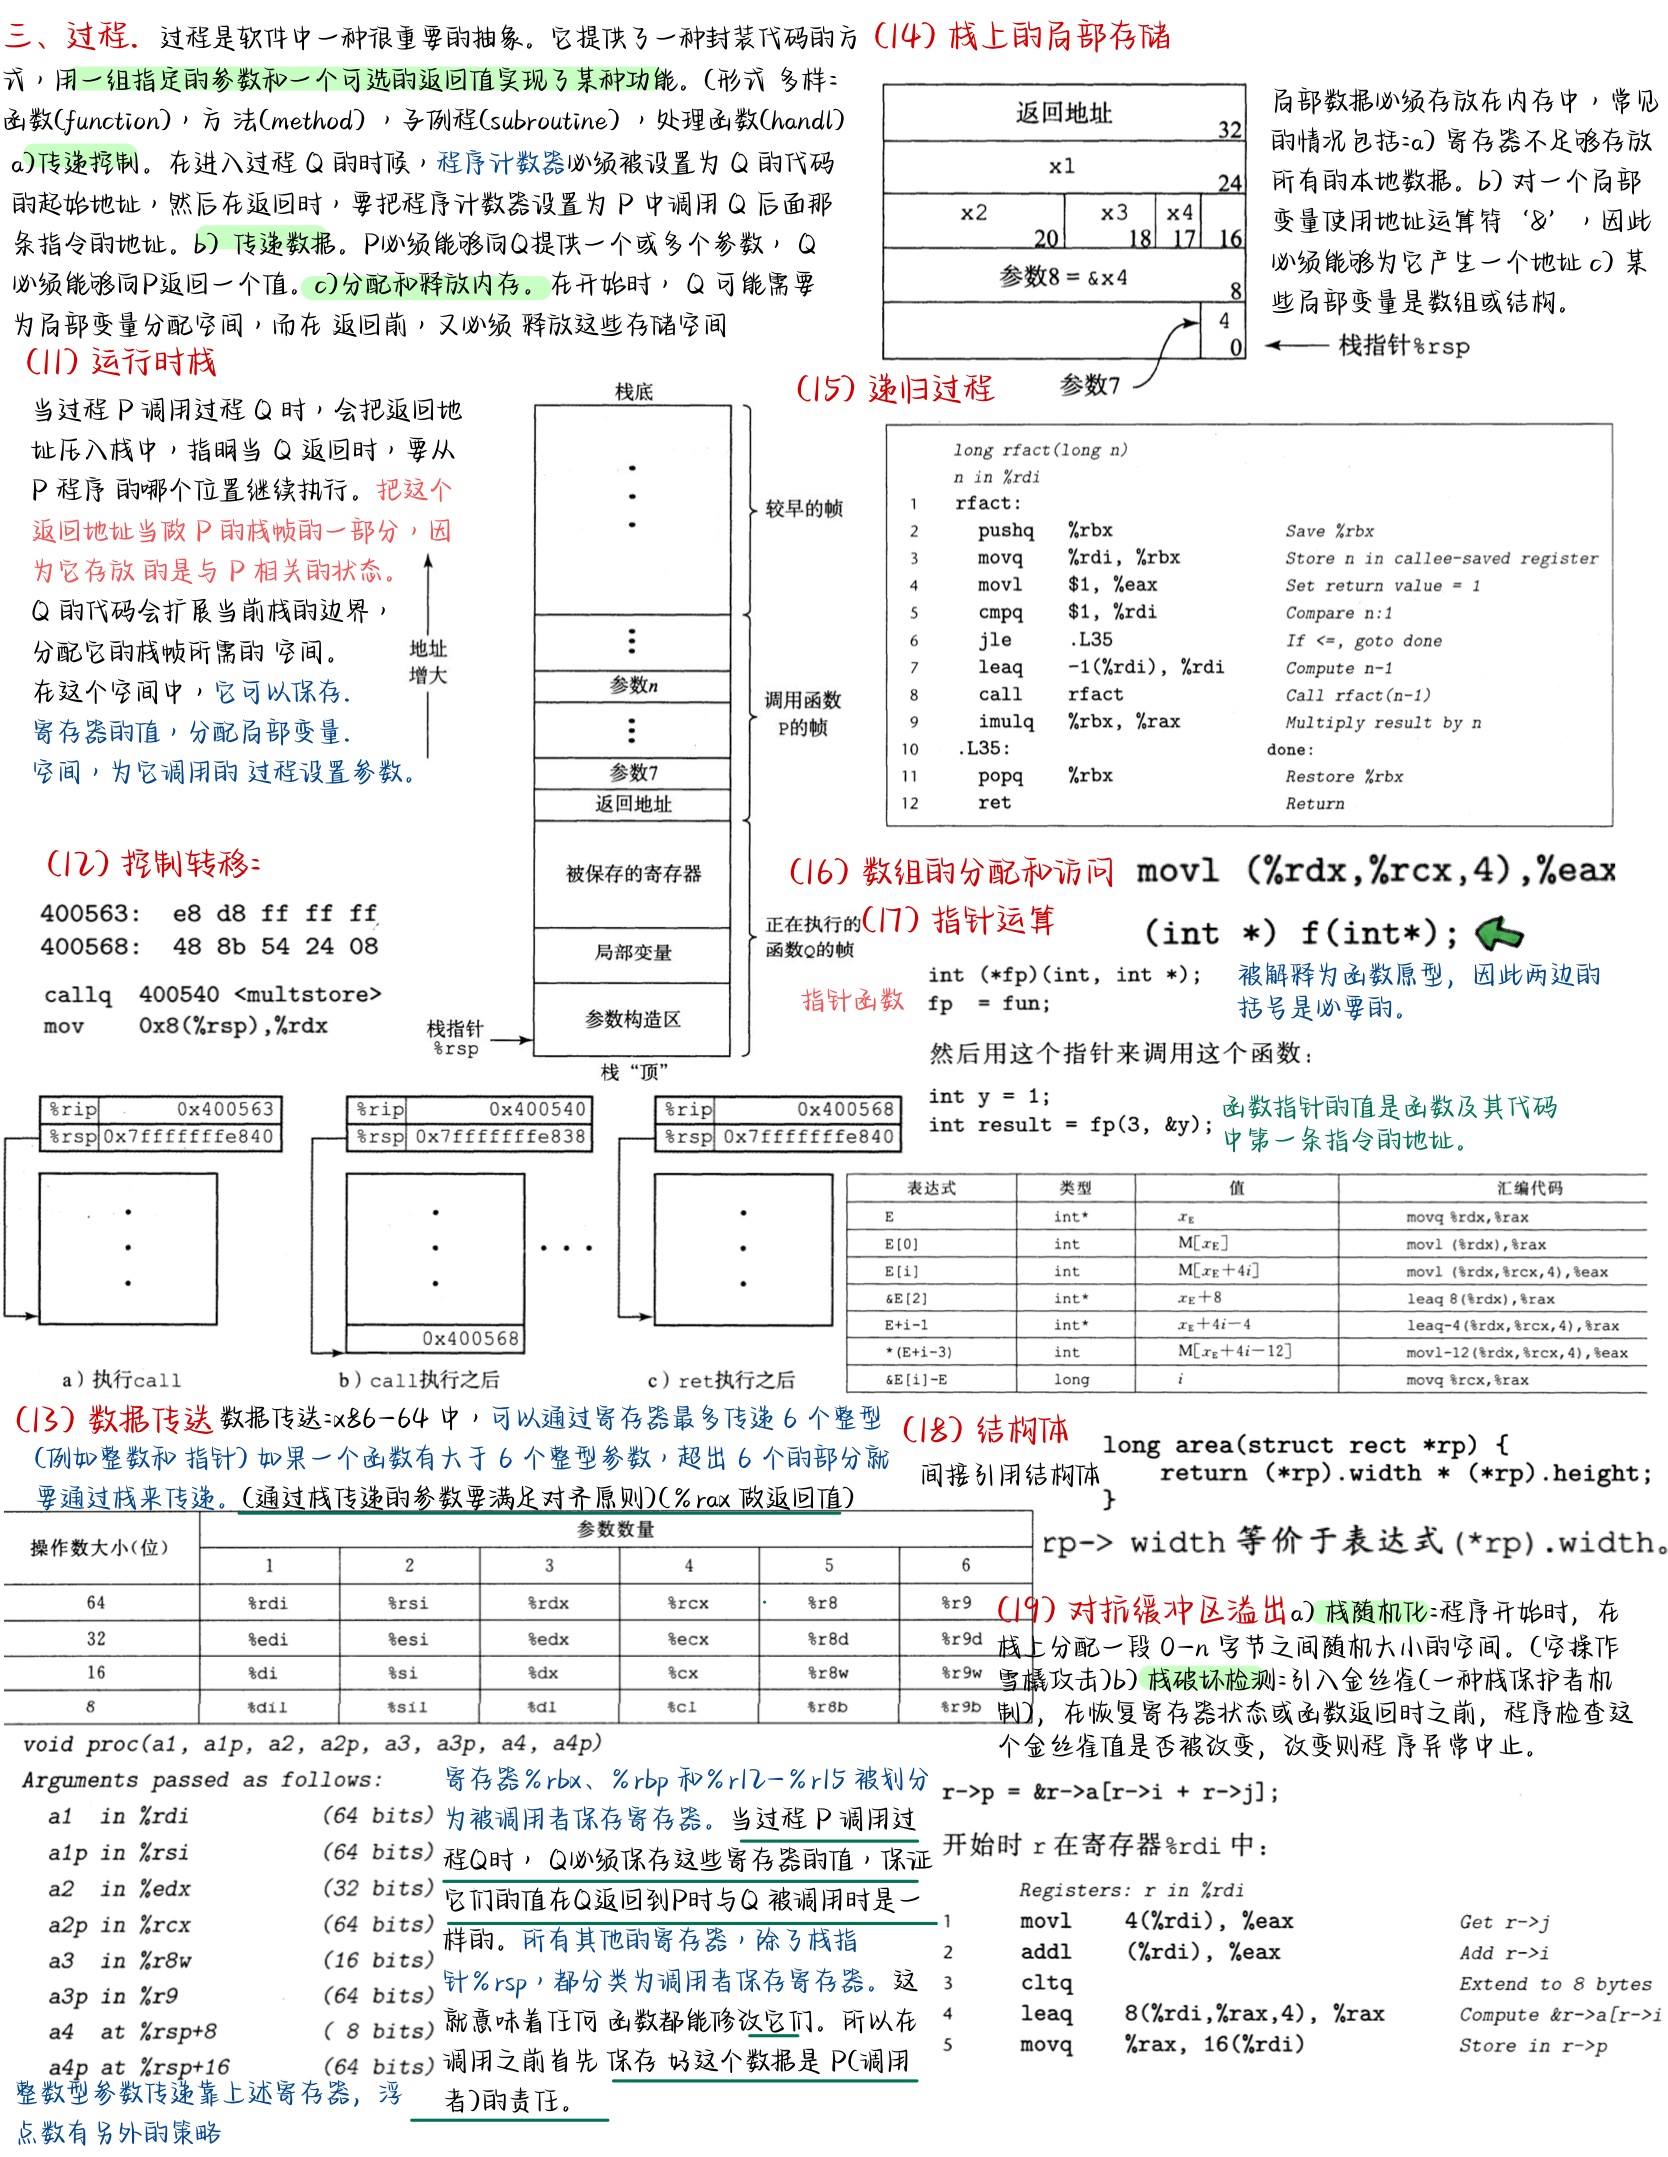 三、过程. 过程是软件中一种很重要的抽象。它提供了一种封装代码的方
式，用一组指定的参数和一个可选的返回值实现了某种功能。(形式 多样:
函数(function)，方 法(method)，子例程(subroutine)，处理函数(handl)
a)传递控制。在进入过程 Q 的时候，程序计数器必须被设置为 Q 的代码
的起始地址，然后在返回时，要把程序计数器设置为 P 中调用 Q 后面那
条指令的地址。b) 传递数据。P必须能够向Q提供一个或多个参数， Q
必须能够向P返回一个值。c)分配和释放内存。在开始时， Q 可能需要
为局部变量分配空间，而在 返回前，又必须 释放这些存储空间
(11) 运行时栈
当过程 P 调用过程 Q 时，会把返回地
址压入栈中，指明当 Q 返回时，要从
P 程序 的哪个位置继续执行。把这个
返回地址当做 P 的栈帧的一部分，因
为它存放 的是与 P 相关的状态。
Q 的代码会扩展当前栈的边界，
分配它的栈帧所需的 空间。
在这个空间中，它可以保存.
寄存器的值，分配局部变量.
空间，为它调用的 过程设置参数。
地址
增大
栈底
较早的帧
参数n
参数7
返回地址
调用函数
P的帧
被保存的寄存器
局部变量
参数构造区
正在执行的
函数Q的帧
栈指针
%rsp
栈“顶”
(12) 控制转移:
400563: e8 d8 ff ff ff
400568: 48 8b 54 24 08
callq 400540 <multstore>
mov 0x8(%rsp),%rdx
%rip 0x400563
%rsp 0x7fffffffe840
a) 执行call
%rip 0x400540
%rsp 0x7fffffffe838
0x400568
b) call执行之后
%rip 0x400568
%rsp 0x7fffffffe840
c) ret执行之后
(13) 数据传送 数据传送:x86-64 中，可以通过寄存器最多传递 6 个整型
(例如整数和 指针) 如果一个函数有大于 6 个整型参数，超出 6 个的部分就
要通过栈来传递。(通过栈传递的参数要满足对齐原则)(%rax 做返回值)
操作数大小(位) 参数数量
1 2 3 4 5 6
64 %rdi %rsi %rdx %rcx %r8 %r9
32 %edi %esi %edx %ecx %r8d %r9d
16 %di %si %dx %cx %r8w %r9w
8 %dil %sil %dl %cl %r8b %r9b
void proc(a1, a1p, a2, a2p, a3, a3p, a4, a4p)
Arguments passed as follows:
a1 in %rdi (64 bits)
a1p in %rsi (64 bits)
a2 in %edx (32 bits)
a2p in %rcx (64 bits)
a3 in %r8w (16 bits)
a3p in %r9 (64 bits)
a4 at %rsp+8 ( 8 bits)
a4p at %rsp+16 (64 bits)
整数型参数传递靠上述寄存器, 浮
点数有另外的策略
寄存器%rbx、%rbp 和%r12-%r15 被划分
为被调用者保存寄存器。当过程 P 调用过
程Q时， Q必须保存这些寄存器的值，保证
它们的值在Q返回到P时与Q 被调用时是一
样的。所有其他的寄存器，除了栈指
针%rsp，都分类为调用者保存寄存器。这
就意味着任何 函数都能修改它们。所以在
调用之前首先 保存 好这个数据是 P(调用
者)的责任。
(14) 栈上的局部存储
返回地址 32
x1 24
x2 20 x3 18 x4 17 16
参数8 = &x4 8
4
0
参数7
栈指针%rsp
局部数据必须存放在内存中，常见
的情况包括:a) 寄存器不足够存放
所有的本地数据。b) 对一个局部
变量使用地址运算符‘&’，因此
必须能够为它产生一个地址 c) 某
些局部变量是数组或结构。
(15) 递归过程
long rfact(long n)
n in %rdi
1 rfact:
2 pushq %rbx Save %rbx
3 movq %rdi, %rbx Store n in callee-saved register
4 movl $1, %eax Set return value = 1
5 cmpq $1, %rdi Compare n:1
6 jle .L35 If <=, goto done
7 leaq -1(%rdi), %rdi Compute n-1
8 call rfact Call rfact(n-1)
9 imulq %rbx, %rax Multiply result by n
10 .L35: done:
11 popq %rbx Restore %rbx
12 ret Return
(16) 数组的分配和访问 movl (%rdx,%rcx,4),%eax
(17) 指针运算
(int *) f(int*);
被解释为函数原型, 因此两边的
括号是必要的。
指针函数
int (*fp)(int, int *);
fp = fun;
然后用这个指针来调用这个函数:
int y = 1;
int result = fp(3, &y);
函数指针的值是函数及其代码
中第一条指令的地址。
表达式 类型 值 汇编代码
E int* xE movq %rdx,%rax
E[0] int M[xE] movl (%rdx),%rax
E[i] int M[xE+4i] movl (%rdx,%rcx,4),%eax
&E[2] int* xE+8 leaq 8(%rdx),%rax
E+i-1 int* xE+4i-4 leaq-4(%rdx,%rcx,4),%rax
*(E+i-3) int M[xE+4i-12] movl-12(%rdx,%rcx,4),%eax
&E[i]-E long i movq %rcx,%rax
(18) 结构体
间接引用结构体
long area(struct rect *rp) {
return (*rp).width * (*rp).height;
}
rp-> width 等价于表达式 (*rp).width。
(19) 对抗缓冲区溢出 a) 栈随机化:程序开始时, 在
栈上分配一段 0-n 字节之间随机大小的空间。(空操作
雪橇攻击)b) 栈破坏检测:引入金丝雀(一种栈保护者机
制), 在恢复寄存器状态或函数返回时之前, 程序检查这
个金丝雀值是否被改变, 改变则程 序异常中止。
r->p = &r->a[r->i + r->j];
开始时 r 在寄存器%rdi 中:
Registers: r in %rdi
1 movl 4(%rdi), %eax Get r->j
2 addl (%rdi), %eax Add r->i
3 cltq Extend to 8 bytes
4 leaq 8(%rdi,%rax,4), %rax Compute &r->a[r->i
5 movq %rax, 16(%rdi) Store in r->p